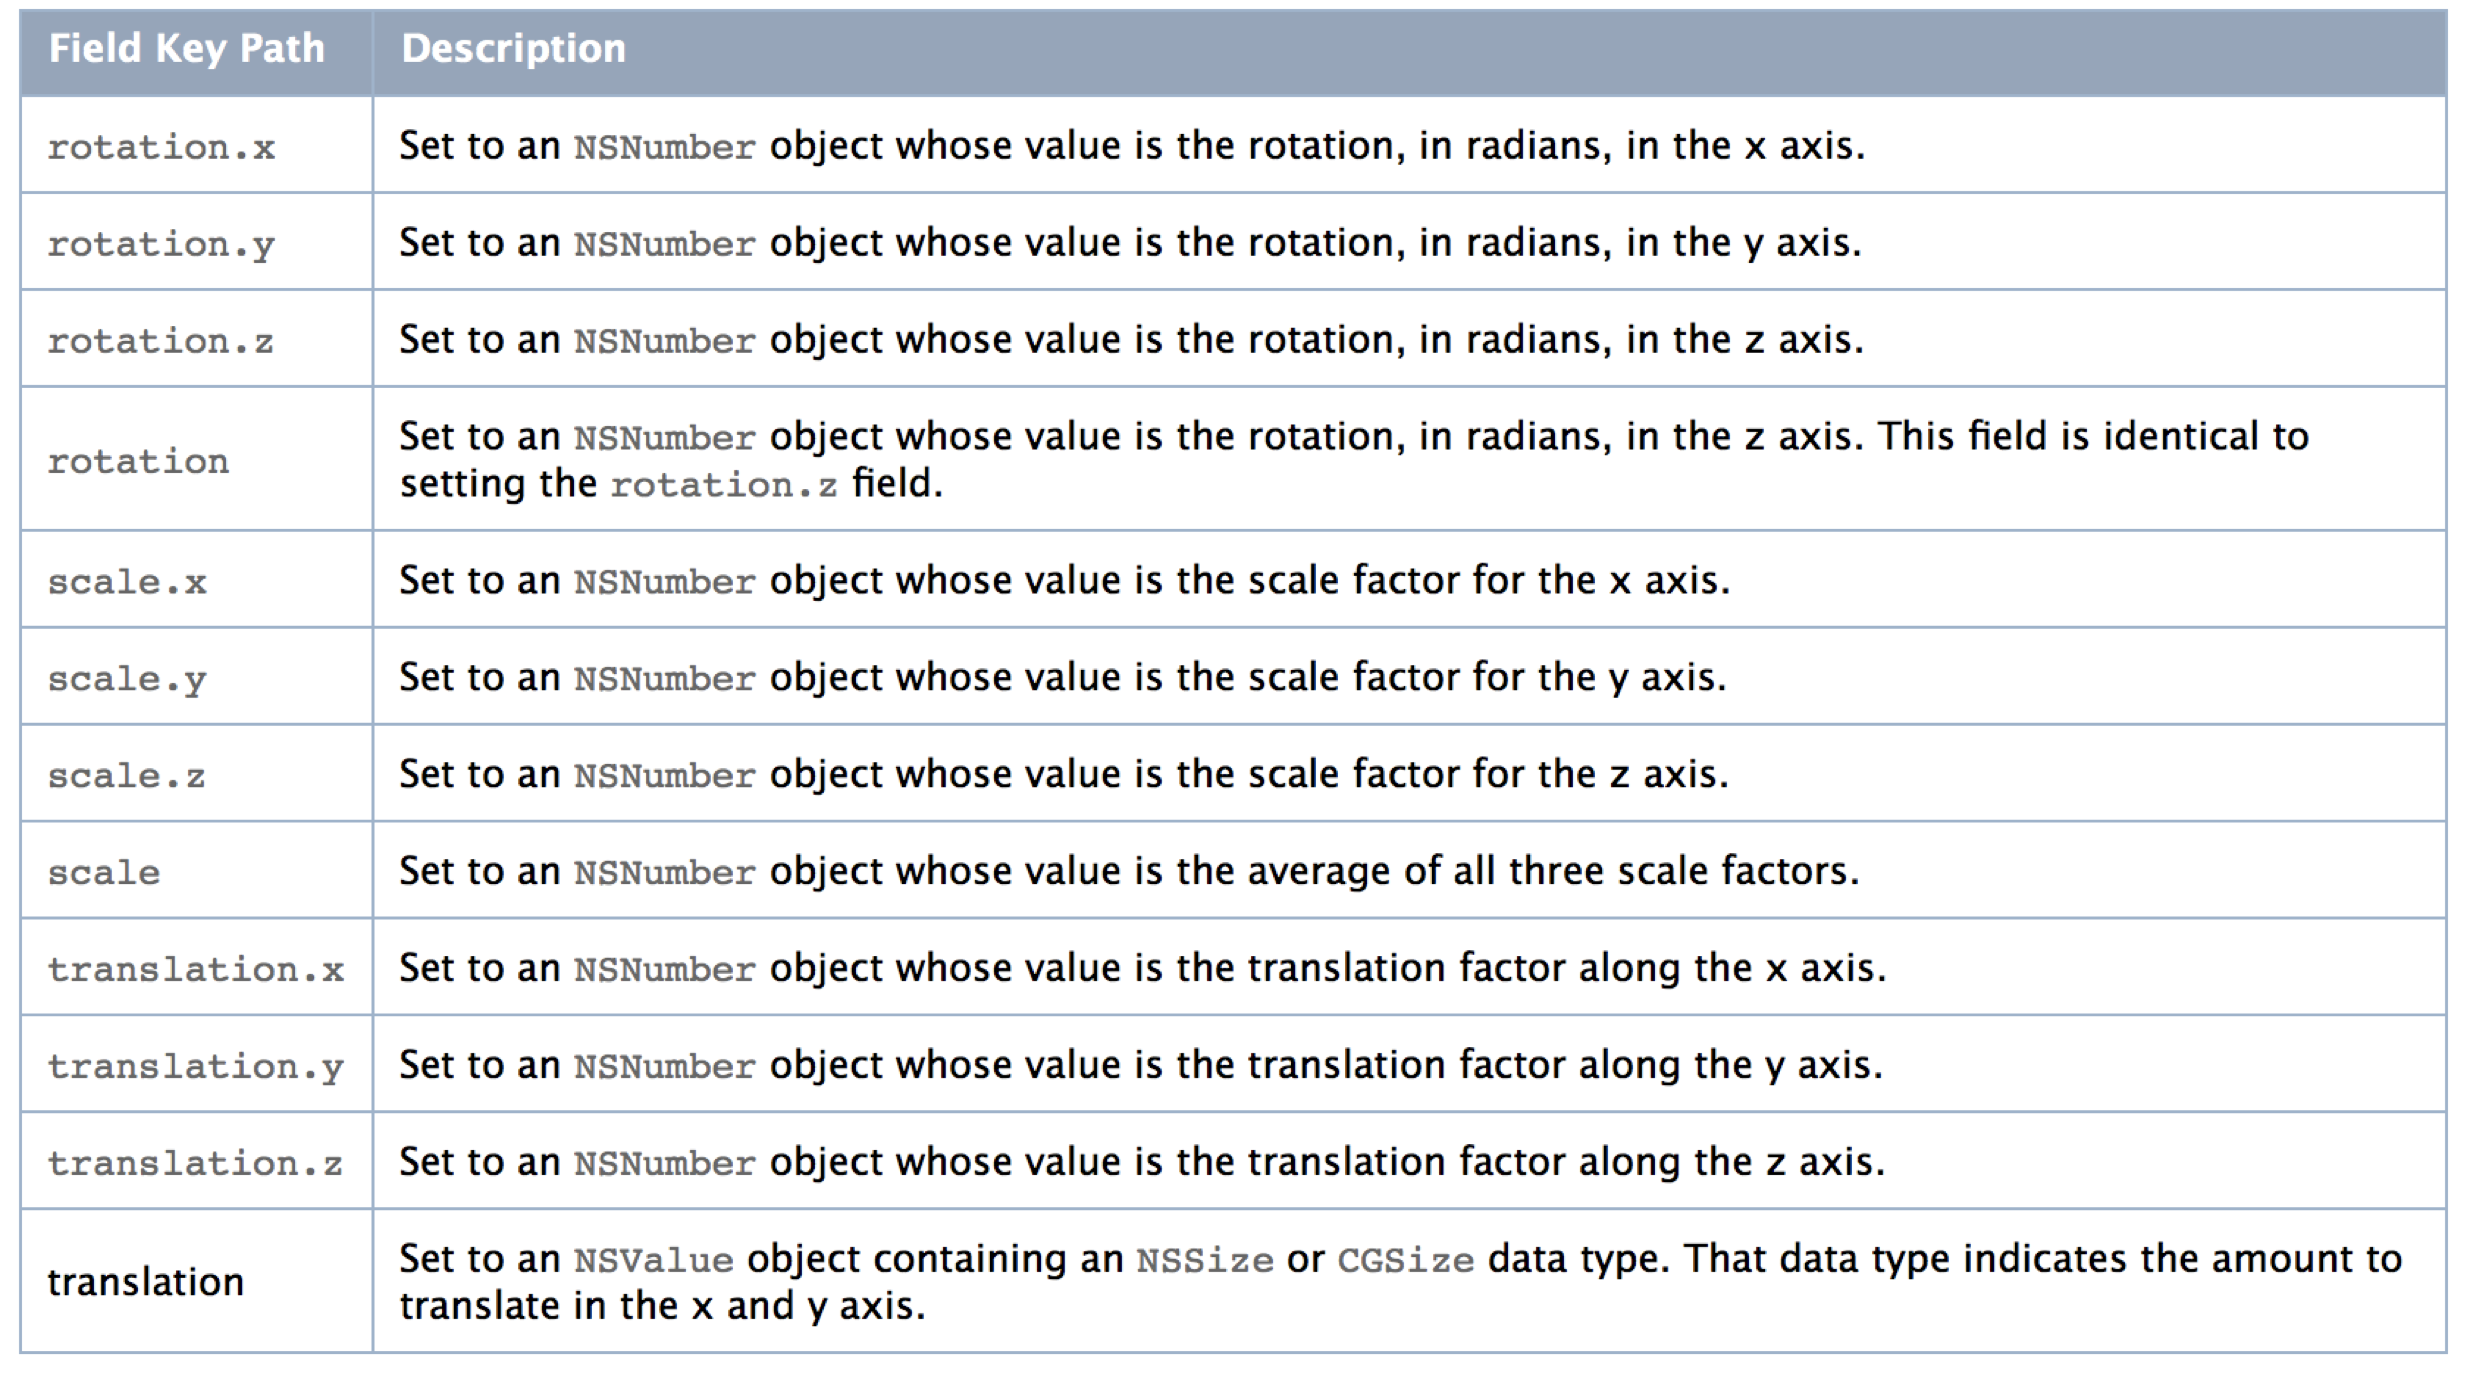 Field Key Path Description
rotation.x Set to an NSNumber object whose value is the rotation, in radians, in the x axis.
rotation.y Set to an NSNumber object whose value is the rotation, in radians, in the y axis.
rotation.z Set to an NSNumber object whose value is the rotation, in radians, in the z axis.
rotation Set to an NSNumber object whose value is the rotation, in radians, in the z axis. This field is identical to
setting the rotation.z field.
scale.x Set to an NSNumber object whose value is the scale factor for the x axis.
scale.y Set to an NSNumber object whose value is the scale factor for the y axis.
scale.z Set to an NSNumber object whose value is the scale factor for the z axis.
scale Set to an NSNumber object whose value is the average of all three scale factors.
translation.x Set to an NSNumber object whose value is the translation factor along the x axis.
translation.y Set to an NSNumber object whose value is the translation factor along the y axis.
translation.z Set to an NSNumber object whose value is the translation factor along the z axis.
translation Set to an NSValue object containing an NSSize or CGSize data type. That data type indicates the amount to
translate in the x and y axis.